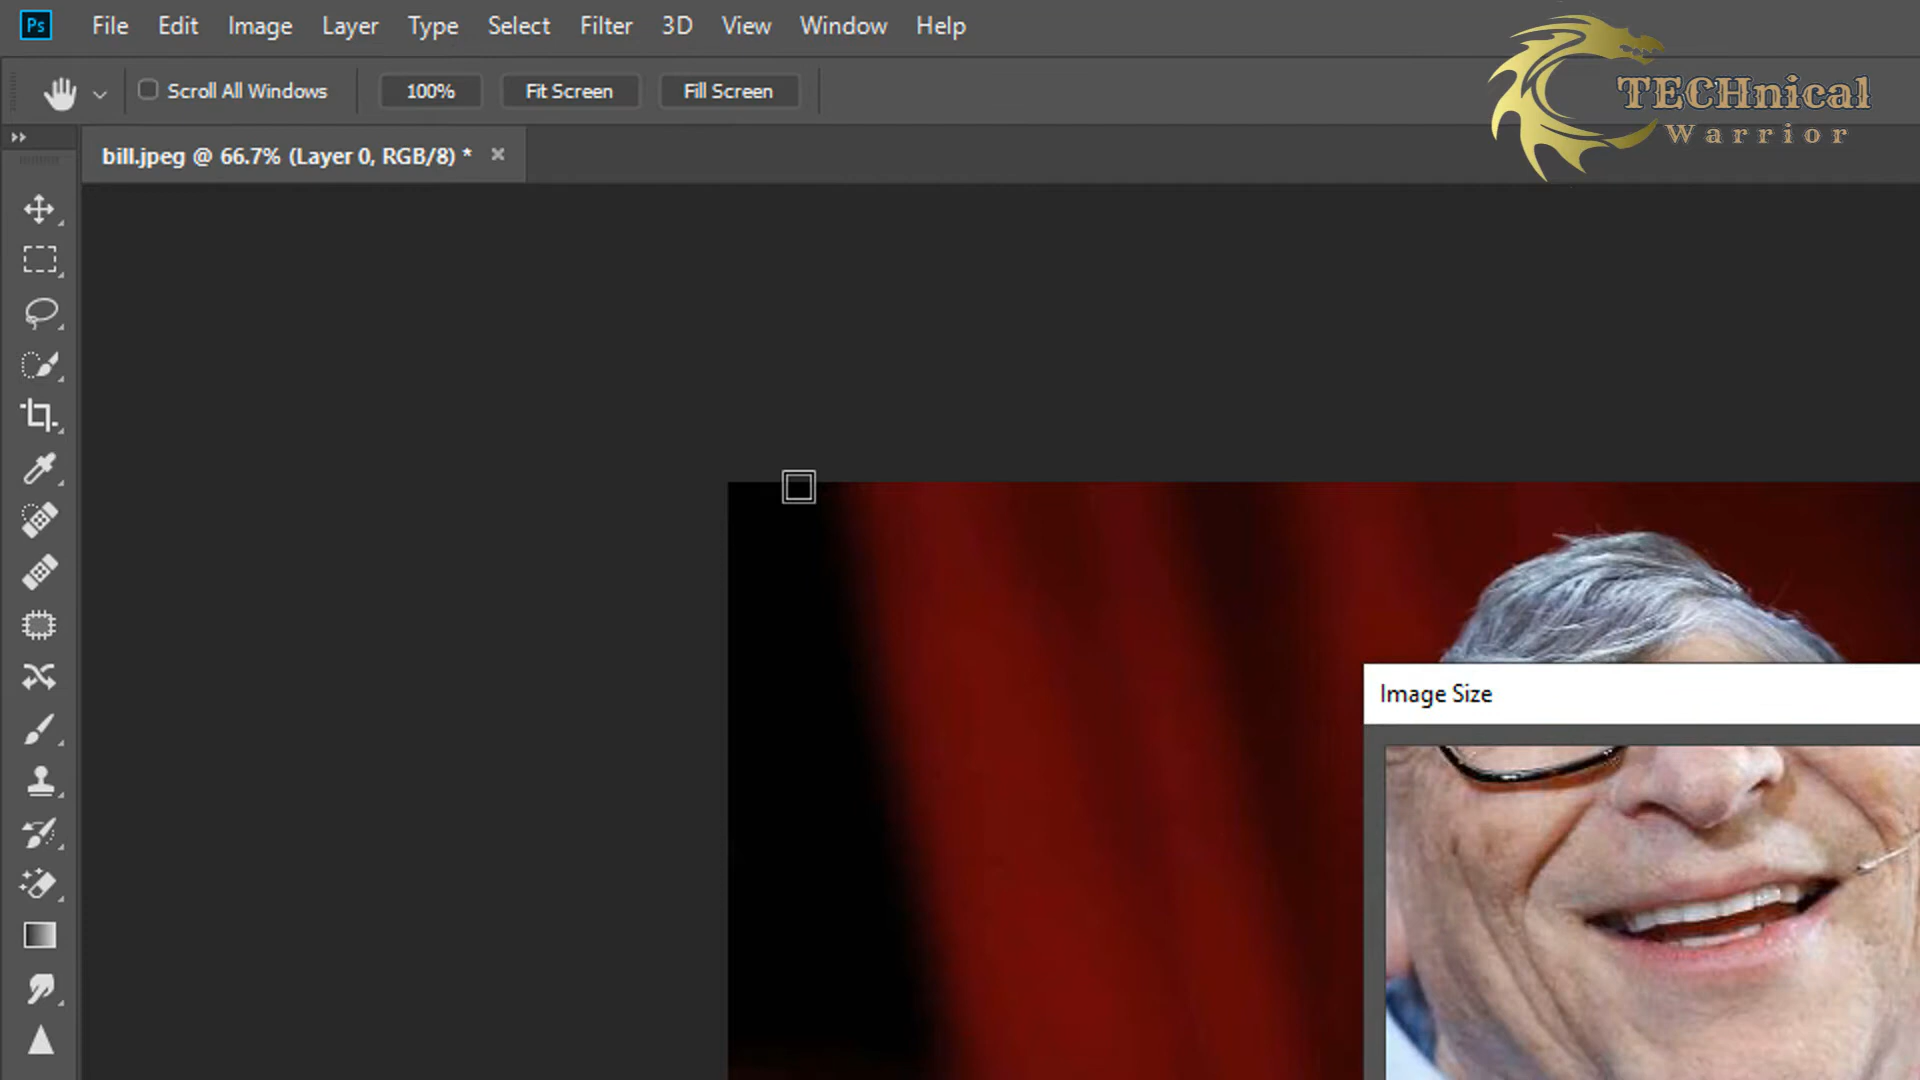 Ps File Edit Image Layer Type Select Filter 3D View Window Help
Scroll All Windows 100% Fit Screen Fill Screen
TECHnical
Warrior
bill.jpeg @ 66.7% (Layer 0, RGB/8) *
Image Size